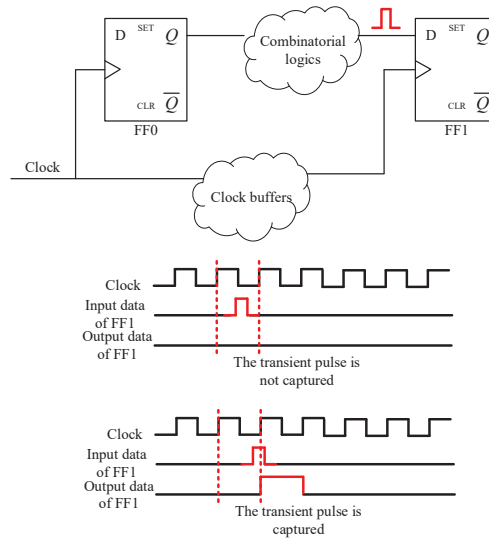 D SET Q
CLR Q
FF0
Combinatorial
logics
D SET Q
CLR Q
FF1
Clock
Clock buffers
Clock
Input data
of FF1
Output data
of FF1
The transient pulse is
not captured
Clock
Input data
of FF1
Output data
of FF1
The transient pulse is
captured